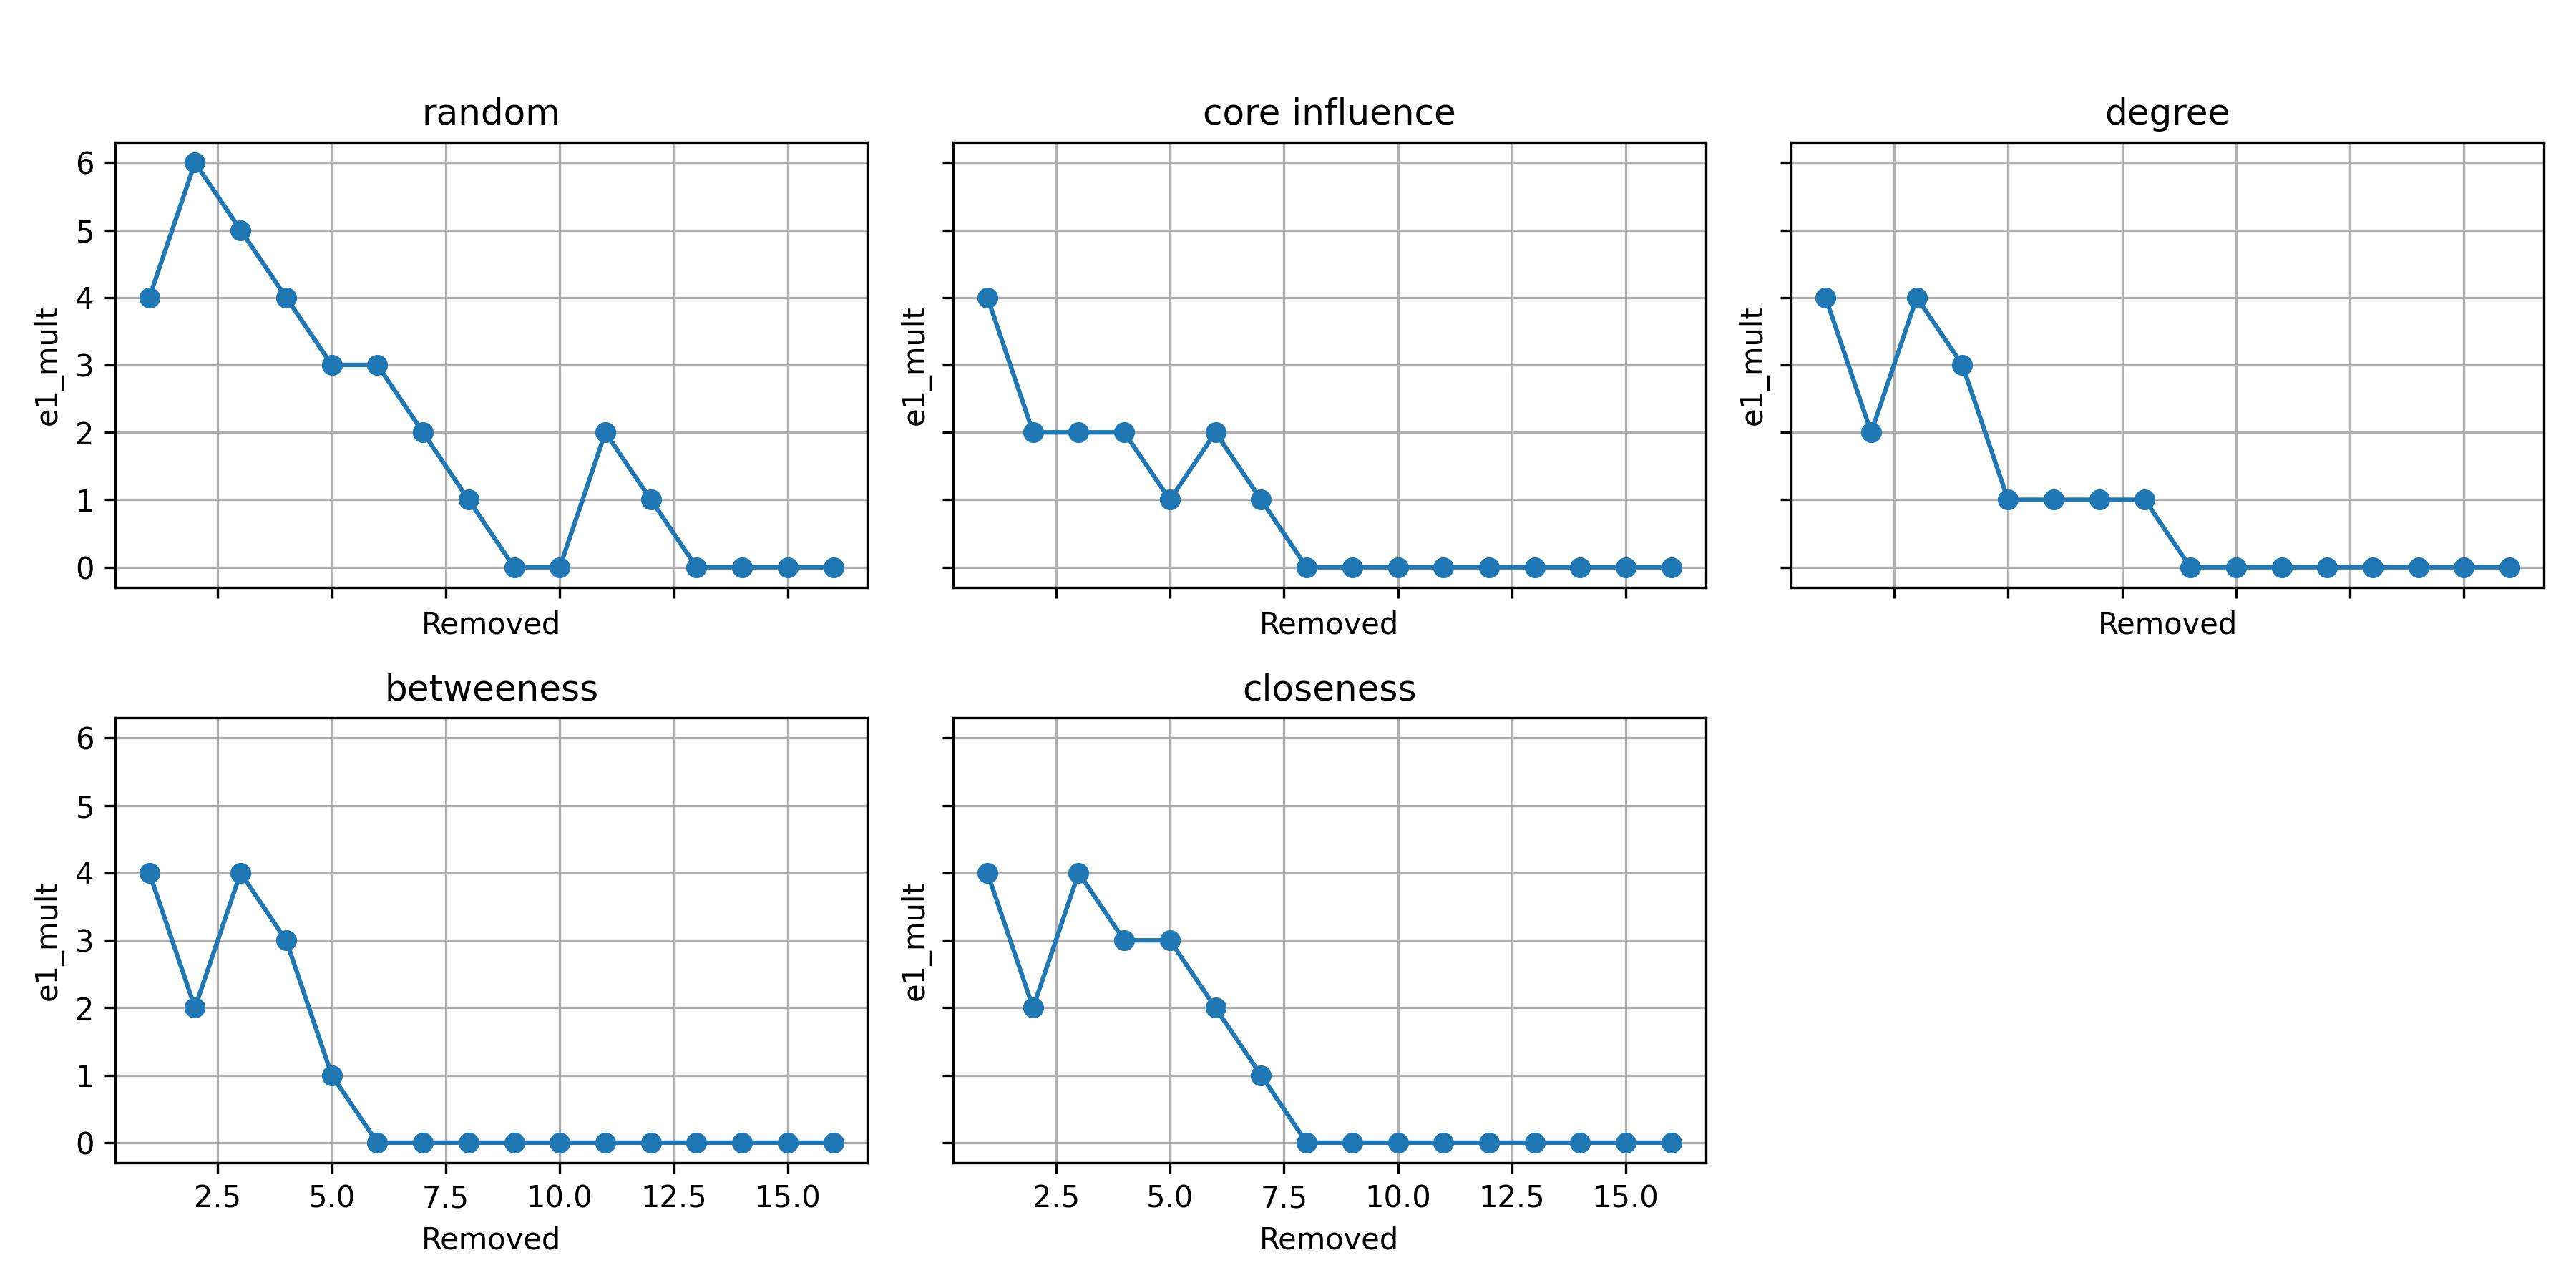 random
6
5
4
3
2
1
0
e1_mult
Removed
core influence
e1_mult
Removed
degree
e1_mult
Removed
betweeness
6
5
4
3
2
1
0
e1_mult
2.5 5.0 7.5 10.0 12.5 15.0
Removed
closeness
e1_mult
2.5 5.0 7.5 10.0 12.5 15.0
Removed